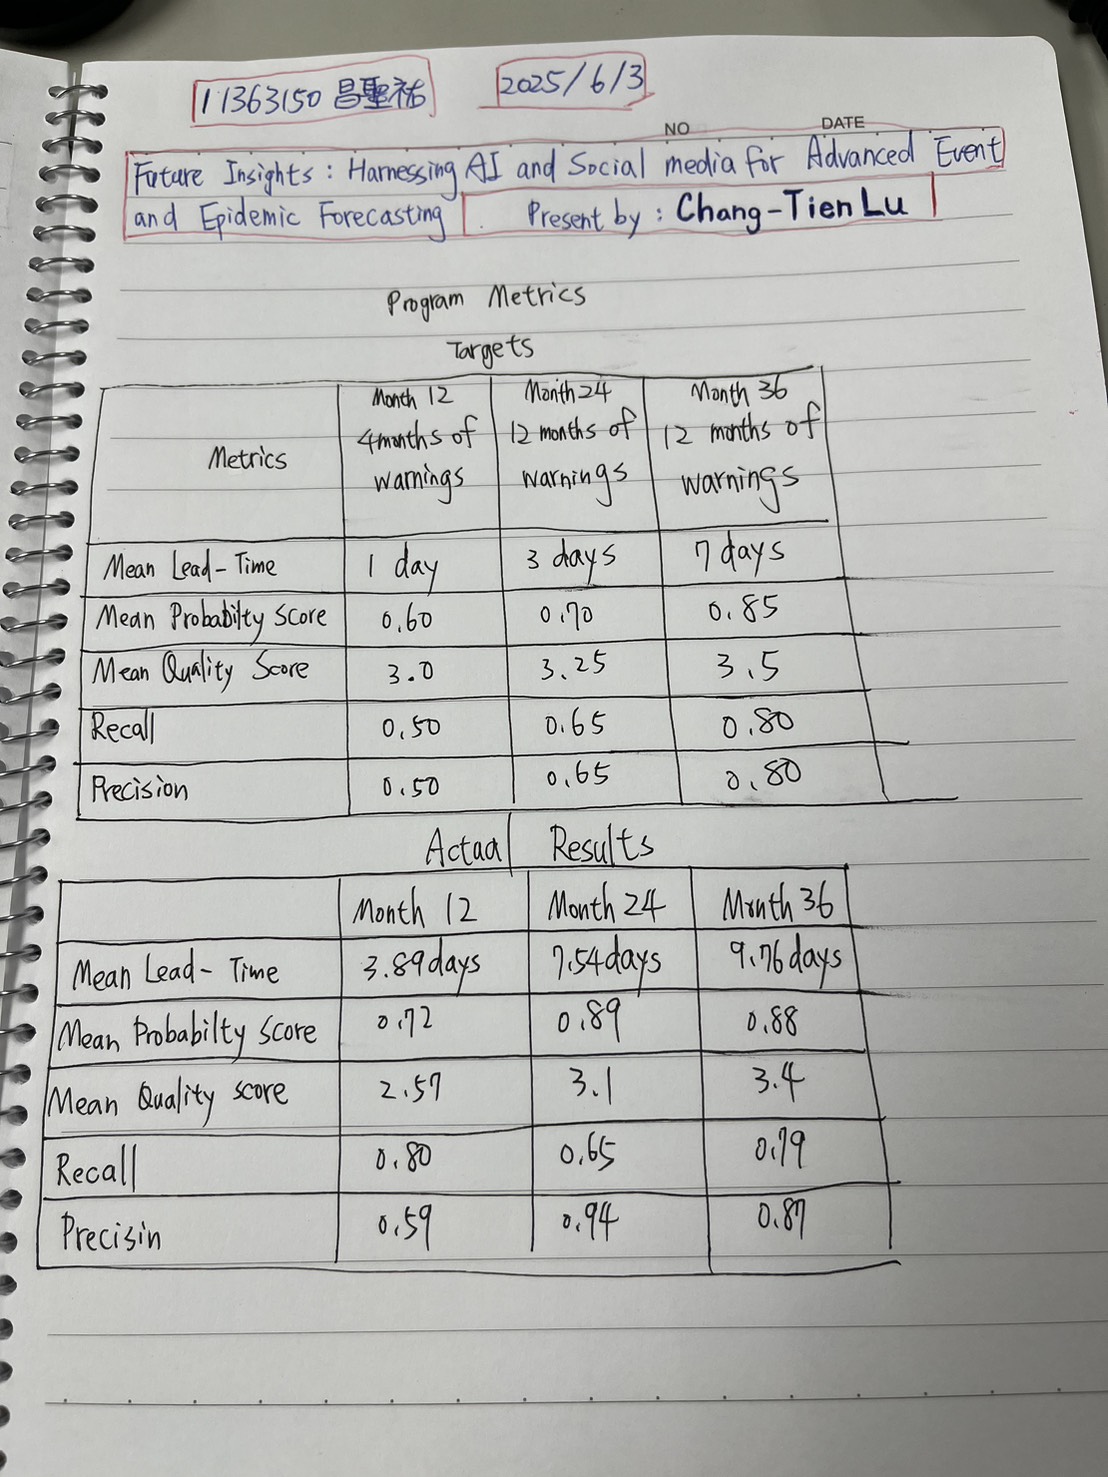 11363150 昌聖祐 2025/6/3
NO DATE
Future Insights : Harnessing AI and Social media for Advanced Event
and Epidemic Forecasting. Present by : Chang-Tien Lu
Program Metrics
Targets
Metrics Month 12 4months of warnings Month 24 12 months of warnings Month 36 12 months of warnings
Mean Lead-Time 1 day 3 days 7 days
Mean Probabilty Score 0.60 0.70 0.85
Mean Quality Score 3.0 3.25 3.5
Recall 0.50 0.65 0.80
Precision 0.50 0.65 0.80
Actaal Results
Month 12 Month 24 Month 36
Mean Lead-Time 3.89days 7.54days 9.76days
Mean Probabilty Score 0.72 0.89 0.88
Mean Quality score 2.57 3.1 3.4
Recall 0.80 0.65 0.79
Precisin 0.59 0.94 0.87